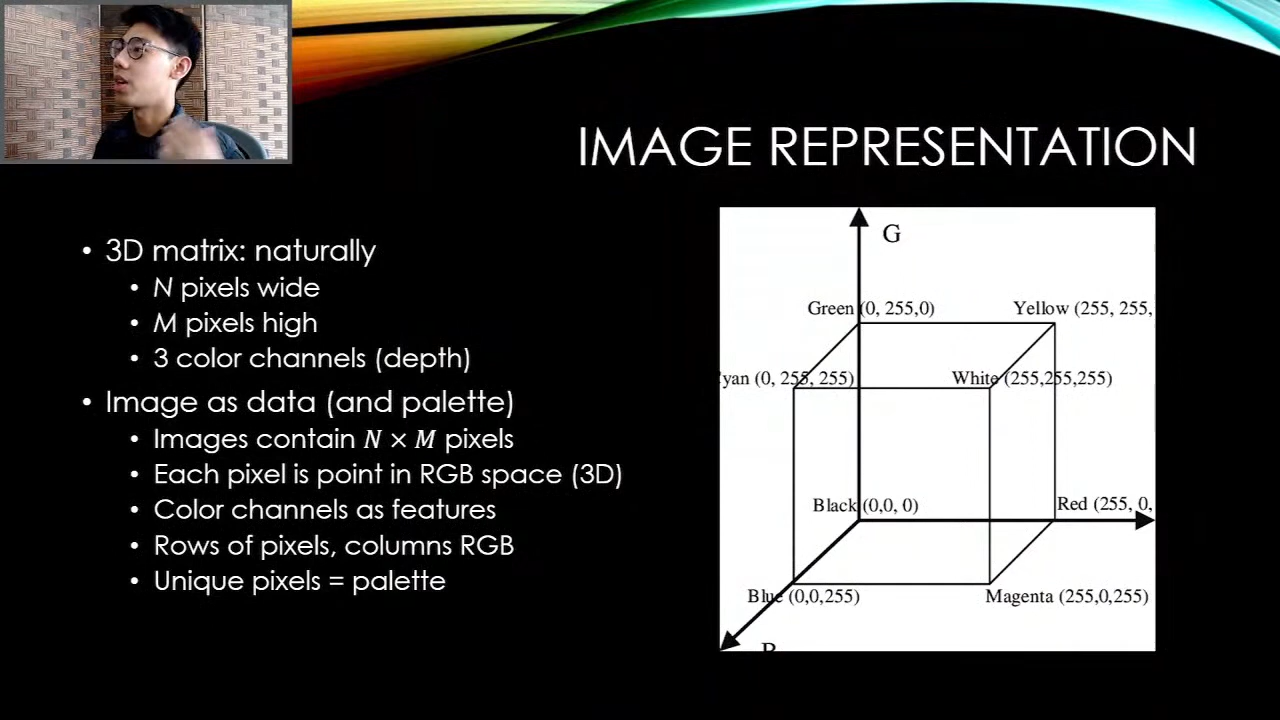 IMAGE REPRESENTATION
• 3D matrix: naturally
• N pixels wide
• M pixels high
• 3 color channels (depth)
• Image as data (and palette)
• Images contain N × M pixels
• Each pixel is point in RGB space (3D)
• Color channels as features
• Rows of pixels, columns RGB
• Unique pixels = palette
G
Green (0, 255,0)
Yellow (255, 255,
yan (0, 255, 255)
White (255,255,255)
Black (0,0, 0)
Red (255, 0,
Blue (0,0,255)
Magenta (255,0,255)